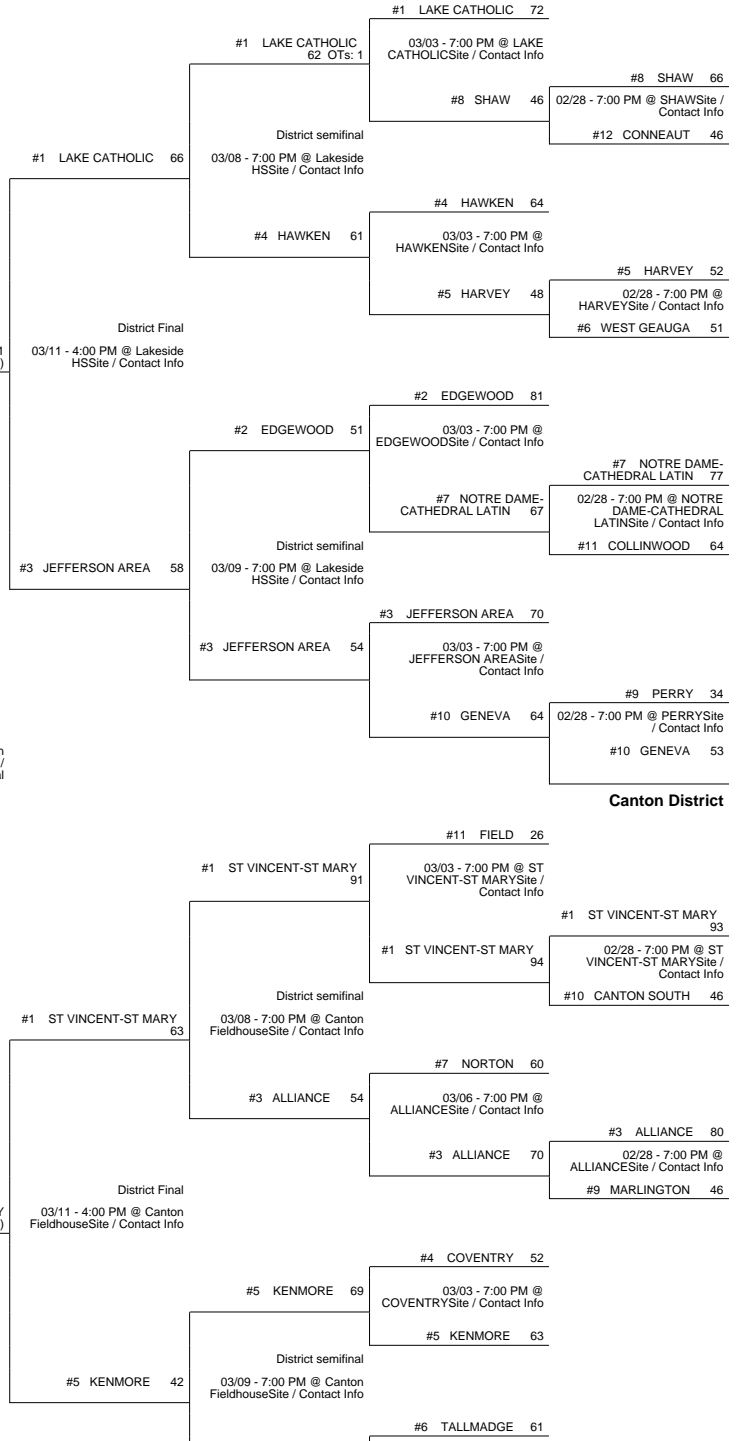 #1 LAKE CATHOLIC 72
#1 LAKE CATHOLIC
62 OTs: 1
03/03 - 7:00 PM @ LAKE
CATHOLICSite / Contact Info
#8 SHAW 66
#8 SHAW 46
02/28 - 7:00 PM @ SHAWSite /
Contact Info
#12 CONNEAUT 46
District semifinal
#1 LAKE CATHOLIC 66
03/08 - 7:00 PM @ Lakeside
HSSite / Contact Info
#4 HAWKEN 64
#4 HAWKEN 61
03/03 - 7:00 PM @
HAWKENSite / Contact Info
#5 HARVEY 52
#5 HARVEY 48
02/28 - 7:00 PM @
HARVEYSite / Contact Info
#6 WEST GEAUGA 51
District Final
03/11 - 4:00 PM @ Lakeside
HSSite / Contact Info
)
#2 EDGEWOOD 81
#2 EDGEWOOD 51
03/03 - 7:00 PM @
EDGEWOODSite / Contact Info
#7 NOTRE DAME-
CATHEDRAL LATIN 77
#7 NOTRE DAME-
CATHEDRAL LATIN 67
02/28 - 7:00 PM @ NOTRE
DAME-CATHEDRAL
LATINSite / Contact Info
#11 COLLINWOOD 64
District semifinal
#3 JEFFERSON AREA 58
03/09 - 7:00 PM @ Lakeside
HSSite / Contact Info
#3 JEFFERSON AREA 70
#3 JEFFERSON AREA 54
03/03 - 7:00 PM @
JEFFERSON AREASite /
Contact Info
#9 PERRY 34
#10 GENEVA 64
02/28 - 7:00 PM @ PERRYSite
/ Contact Info
#10 GENEVA 53
n
/
al
Canton District
#11 FIELD 26
#1 ST VINCENT-ST MARY
91
03/03 - 7:00 PM @ ST
VINCENT-ST MARYSite /
Contact Info
#1 ST VINCENT-ST MARY
93
#1 ST VINCENT-ST MARY
94
02/28 - 7:00 PM @ ST
VINCENT-ST MARYSite /
Contact Info
#10 CANTON SOUTH 46
District semifinal
#1 ST VINCENT-ST MARY
63
03/08 - 7:00 PM @ Canton
FieldhouseSite / Contact Info
#7 NORTON 60
#3 ALLIANCE 54
03/06 - 7:00 PM @
ALLIANCESite / Contact Info
#3 ALLIANCE 80
#3 ALLIANCE 70
02/28 - 7:00 PM @
ALLIANCESite / Contact Info
#9 MARLINGTON 46
District Final
Y
)
03/11 - 4:00 PM @ Canton
FieldhouseSite / Contact Info
#4 COVENTRY 52
#5 KENMORE 69
03/03 - 7:00 PM @
COVENTRYSite / Contact Info
#5 KENMORE 63
District semifinal
#5 KENMORE 42
03/09 - 7:00 PM @ Canton
FieldhouseSite / Contact Info
#6 TALLMADGE 61